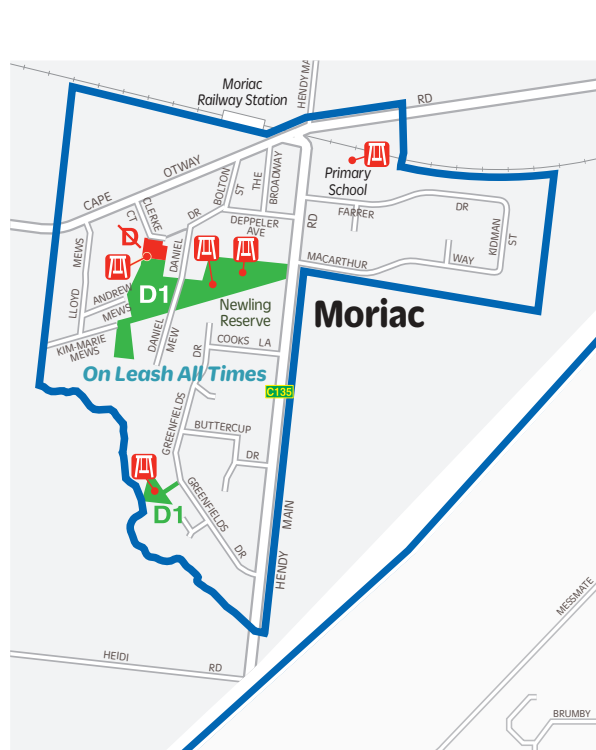 Moriac
Railway Station
HENDY MA
RD
OTWAY
CAPE
Primary
School
BOLTON
ST
THE
BROADWAY
CLERKE
CT
DR
DANIEL
DEPPELER
AVE
RD
FARRER
DR
KIDMAN
ST
MACARTHUR
WAY
MEWS
LLOYD
D
D1
ANDREW
MEWS
KIM-MARIE
MEWS
DANIEL
MEW
Newling
Reserve
Moriac
COOKS LA
DR
On Leash All Times
C135
GREENFIELDS
BUTTERCUP
DR
D1
GREENFIELDS
DR
MAIN
HENDY
HEIDI
RD
MESSMATE
BRUMBY